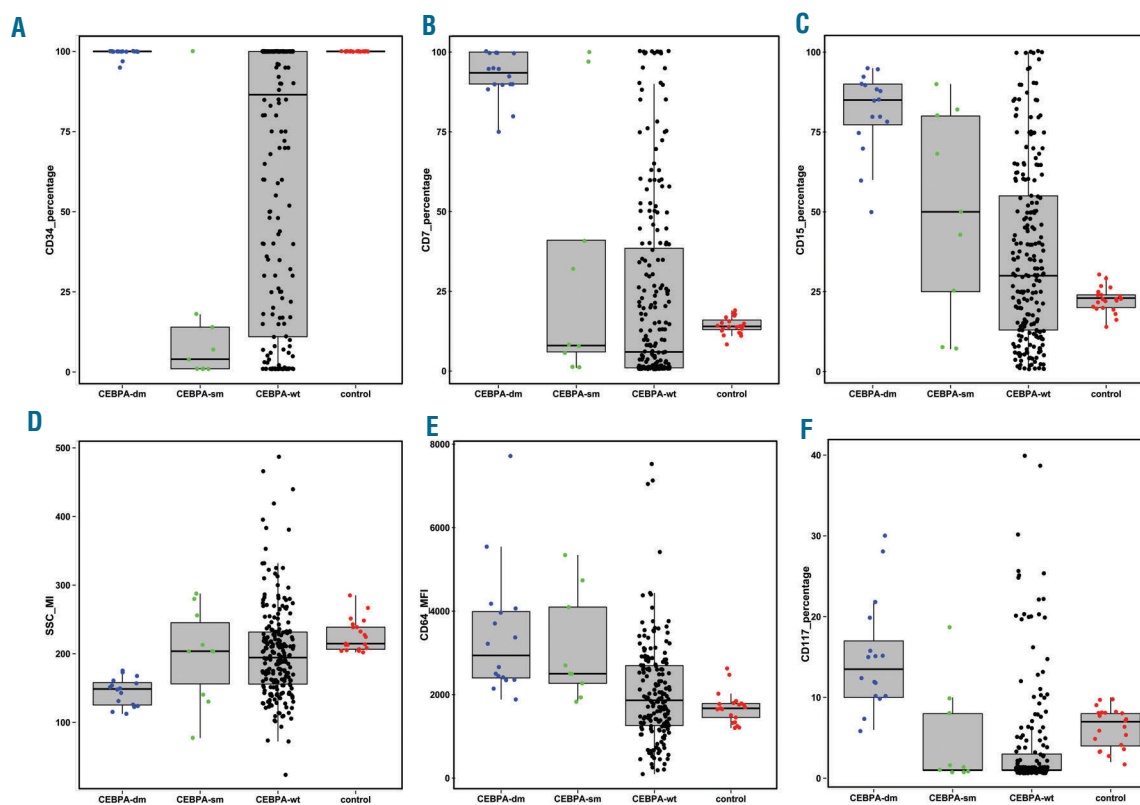 A
CD34_percentage
100
75
50
25
0
CEBPA-dm CEBPA-sm CEBPA-wt control
B
CD7_percentage
100
75
50
25
0
CEBPA-dm CEBPA-sm CEBPA-wt control
C
CD15_percentage
100
75
50
25
0
CEBPA-dm CEBPA-sm CEBPA-wt control
D
SSC_MI
500
400
300
200
100
CEBPA-dm CEBPA-sm CEBPA-wt control
E
CD64_MFI
8000
6000
4000
2000
0
CEBPA-dm CEBPA-sm CEBPA-wt control
F
CD117_percentage
40
30
20
10
0
CEBPA-dm CEBPA-sm CEBPA-wt control